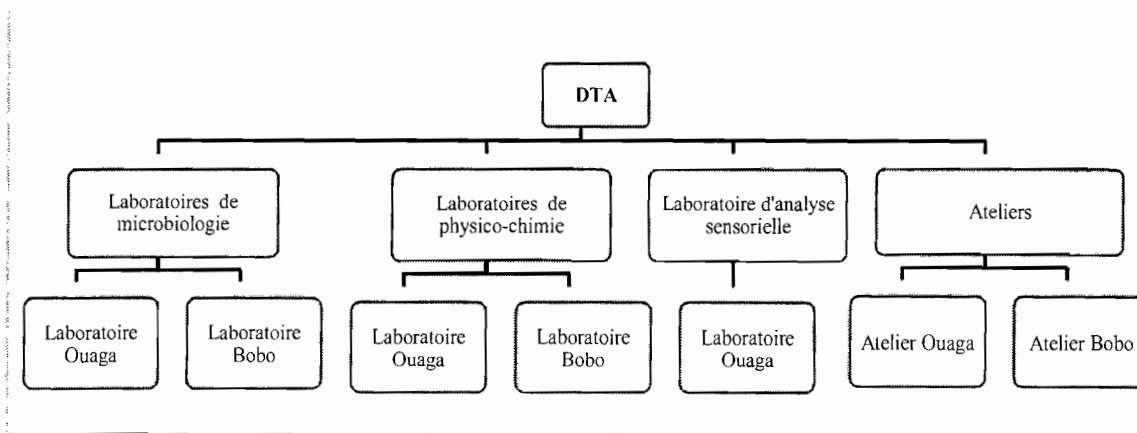 DTA
Laboratoires de
microbiologie
Laboratoires de
physico-chimie
Laboratoire d'analyse
sensorielle
Ateliers
Laboratoire
Ouaga
Laboratoire
Bobo
Laboratoire
Ouaga
Laboratoire
Bobo
Laboratoire
Ouaga
Atelier Ouaga
Atelier Bobo